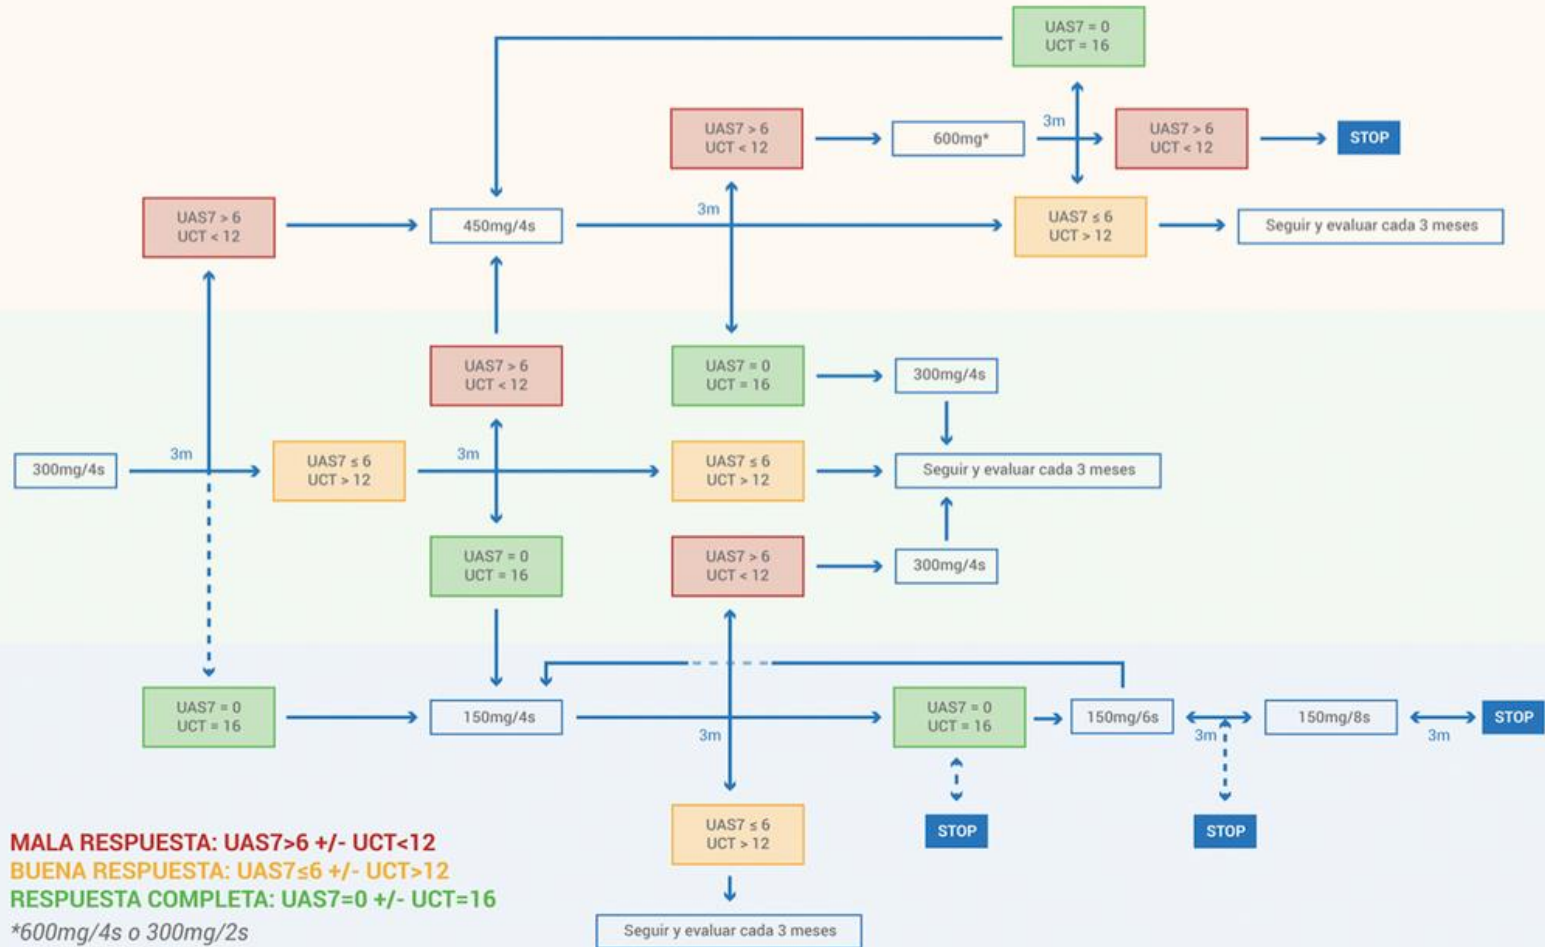 UAS7 = 0
UCT = 16
UAS7 > 6
UCT < 12
600mg*
3m
UAS7 > 6
UCT < 12
STOP
UAS7 > 6
UCT < 12
450mg/4s
3m
UAS7 ≤ 6
UCT > 12
Seguir y evaluar cada 3 meses
UAS7 > 6
UCT < 12
UAS7 = 0
UCT = 16
300mg/4s
300mg/4s
3m
UAS7 ≤ 6
UCT > 12
3m
UAS7 ≤ 6
UCT > 12
Seguir y evaluar cada 3 meses
UAS7 = 0
UCT = 16
UAS7 > 6
UCT < 12
300mg/4s
UAS7 = 0
UCT = 16
150mg/4s
3m
UAS7 = 0
UCT = 16
150mg/6s
3m
150mg/8s
3m
STOP
UAS7 ≤ 6
UCT > 12
STOP
STOP
MALA RESPUESTA: UAS7>6 +/- UCT<12
BUENA RESPUESTA: UAS7≤6 +/- UCT>12
RESPUESTA COMPLETA: UAS7=0 +/- UCT=16
*600mg/4s o 300mg/2s
Seguir y evaluar cada 3 meses